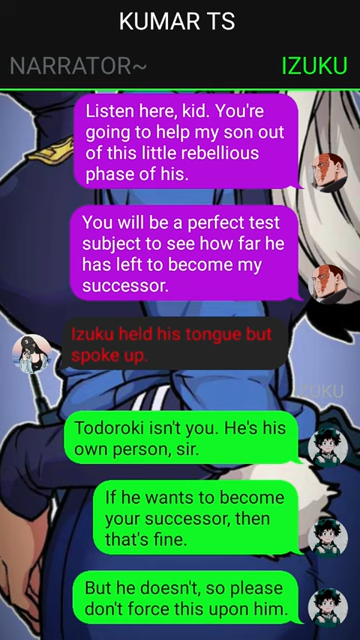 KUMAR TS
NARRATOR~ IZUKU
Listen here, kid. You're
going to help my son out
of this little rebellious
phase of his.
You will be a perfect test
subject to see how far he
has left to become my
successor.
Izuku held his tongue but
spoke up.
IZUKU
Todoroki isn't you. He's his
own person, sir.
If he wants to become
your successor, then
that's fine.
But he doesn't, so please
don't force this upon him.